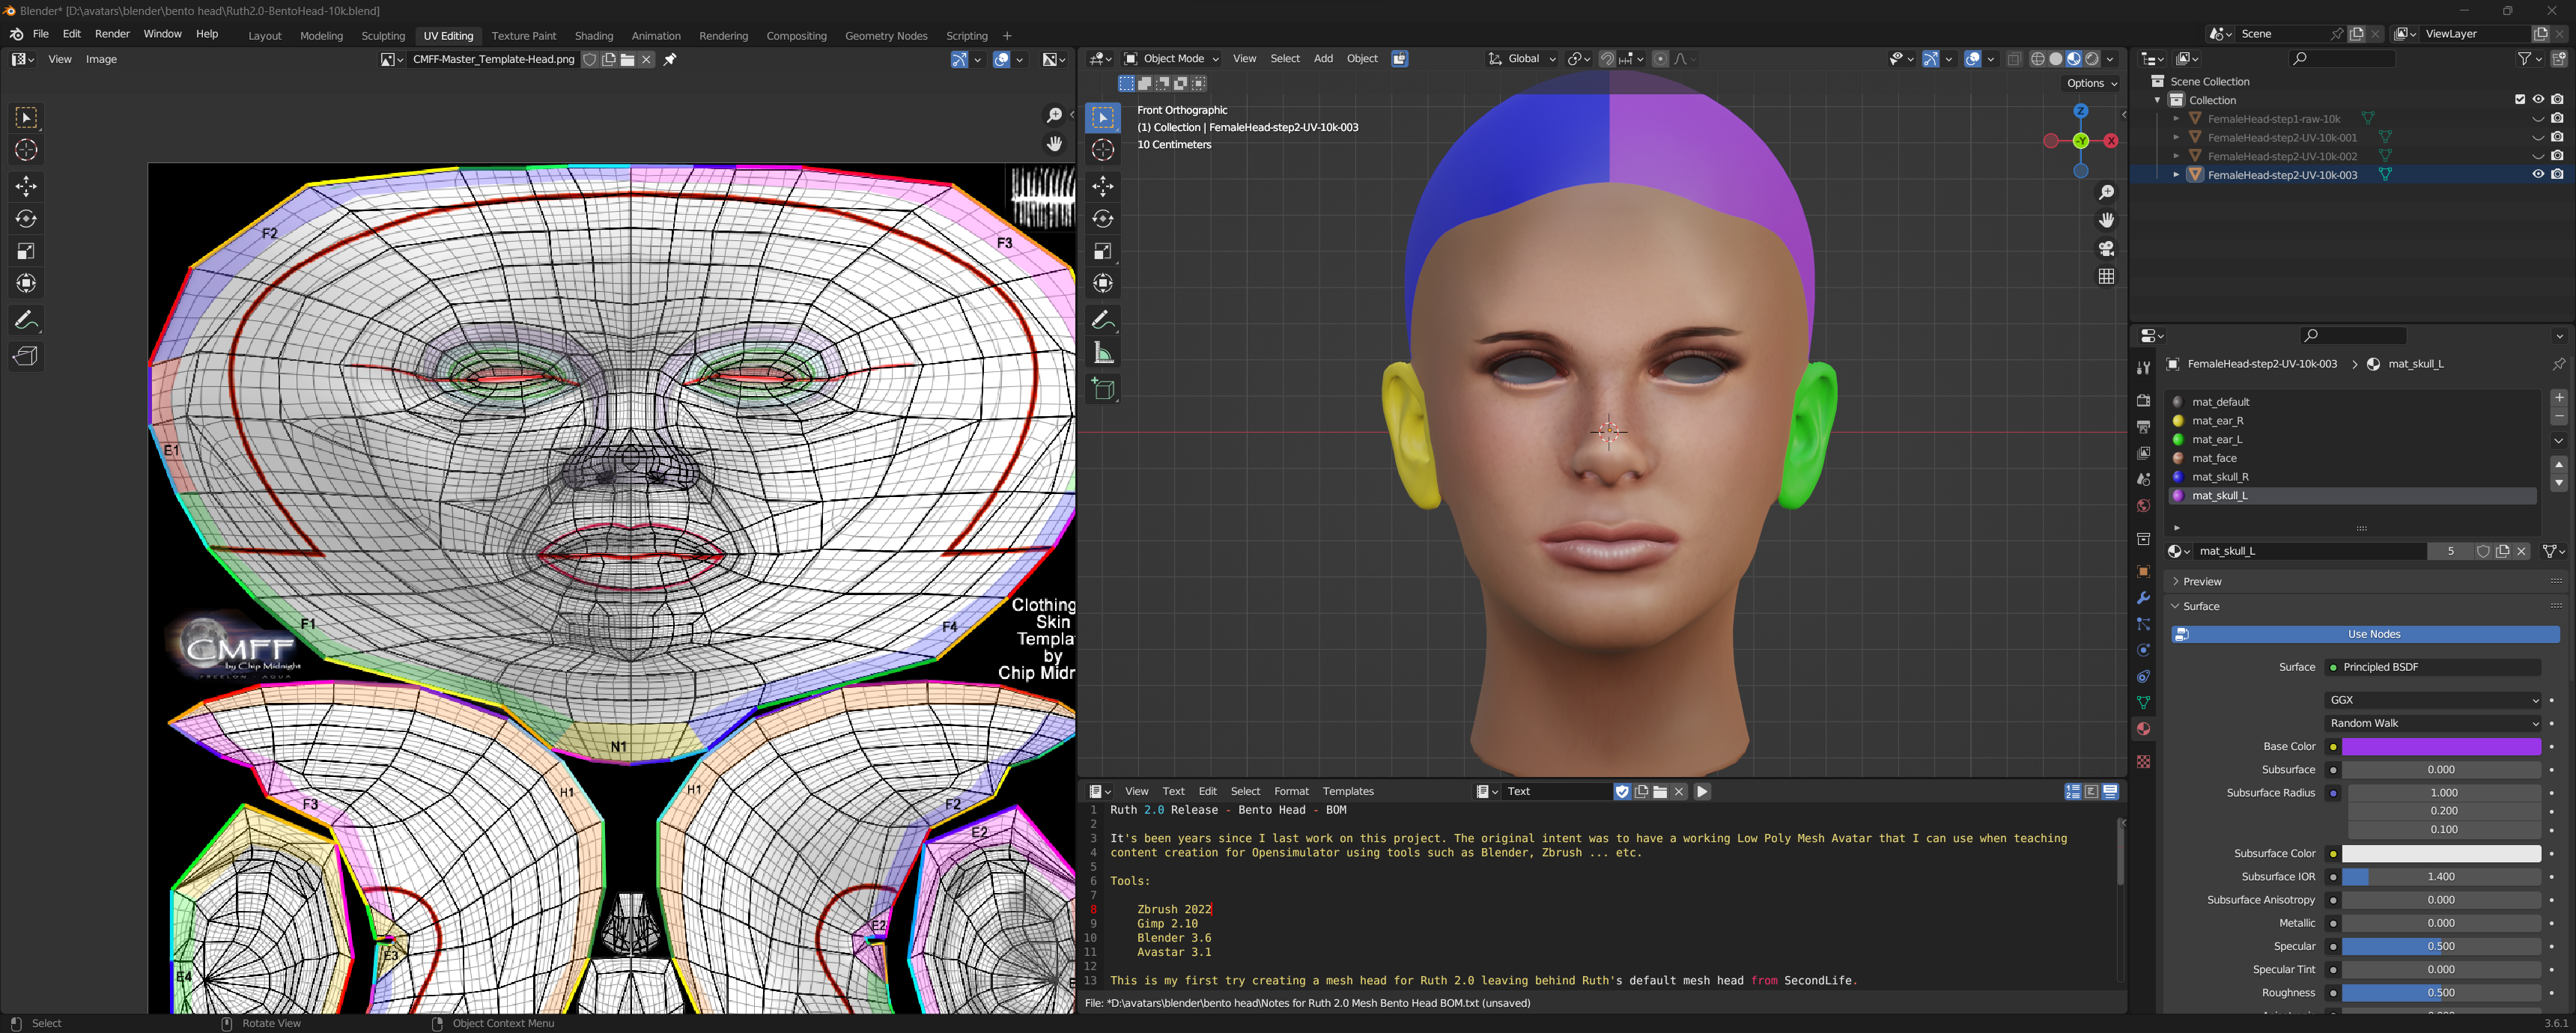 Blender* [D:\avatars\blender\bento head\Ruth2.0-BentoHead-10k.blend]
File Edit Render Window Help Layout Modeling Sculpting UV Editing Texture Paint Shading Animation Rendering Compositing Geometry Nodes Scripting + Scene ViewLayer
View Image CMFF-Master_Template-Head.png
F2
F3
E1
F1
F4
CMFF
by Chip Midnight
FREELON - AQUA
Clothing
Skin
Templa
by
Chip Midr
N1
H1
H1
F3
F2
E2
E2
E3
E4
Object Mode View Select Add Object Global
Options
Front Orthographic
(1) Collection | FemaleHead-step2-UV-10k-003
10 Centimeters
Z
-Y
X
View Text Edit Select Format Templates Text
1 Ruth 2.0 Release - Bento Head - BOM
2
3 It's been years since I last work on this project. The original intent was to have a working Low Poly Mesh Avatar that I can use when teaching
4 content creation for Opensimulator using tools such as Blender, Zbrush ... etc.
5
6 Tools:
7
8 Zbrush 2022
9 Gimp 2.10
10 Blender 3.6
11 Avastar 3.1
12
13 This is my first try creating a mesh head for Ruth 2.0 leaving behind Ruth's default mesh head from SecondLife.
File: *D:\avatars\blender\bento head\Notes for Ruth 2.0 Mesh Bento Head BOM.txt (unsaved)
Scene Collection
Collection
FemaleHead-step1-raw-10k
FemaleHead-step2-UV-10k-001
FemaleHead-step2-UV-10k-002
FemaleHead-step2-UV-10k-003
FemaleHead-step2-UV-10k-003 > mat_skull_L
mat_default
mat_ear_R
mat_ear_L
mat_face
mat_skull_R
mat_skull_L
mat_skull_L 5
Preview
Surface
Use Nodes
Surface Principled BSDF
GGX
Random Walk
Base Color
Subsurface 0.000
Subsurface Radius 1.000
0.200
0.100
Subsurface Color
Subsurface IOR 1.400
Subsurface Anisotropy 0.000
Metallic 0.000
Specular 0.500
Specular Tint 0.000
Roughness 0.500
Select Rotate View Object Context Menu 3.6.1